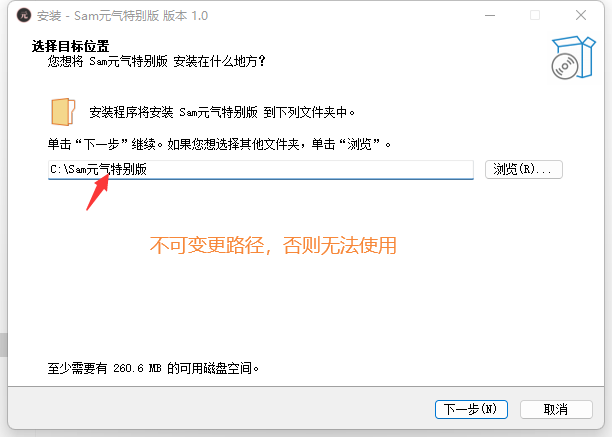 元
安装 - Sam元气特别版 版本 1.0
选择目标位置
您想将 Sam元气特别版 安装在什么地方?
安装程序将安装 Sam元气特别版 到下列文件夹中。
单击“下一步”继续。如果您想选择其他文件夹,单击“浏览”。
C:\Sam元气特别版
浏览(R)...
不可变更路径，否则无法使用
至少需要有 260.6 MB 的可用磁盘空间。
下一步(N)
取消